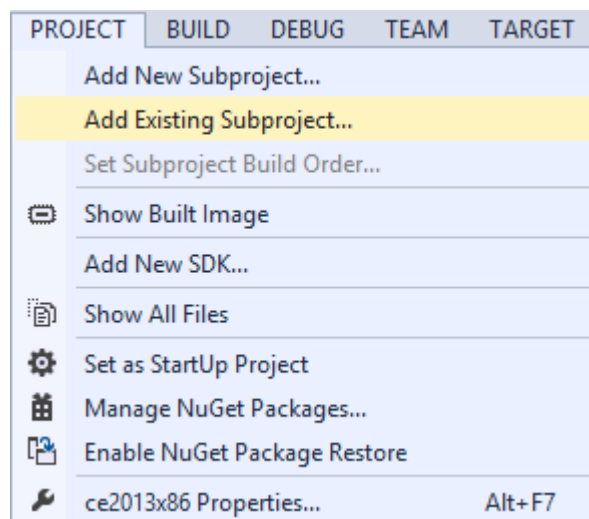 PROJECT BUILD DEBUG TEAM TARGET
Add New Subproject...
Add Existing Subproject...
Set Subproject Build Order...
Show Built Image
Add New SDK...
Show All Files
Set as StartUp Project
Manage NuGet Packages...
Enable NuGet Package Restore
ce2013x86 Properties... Alt+F7